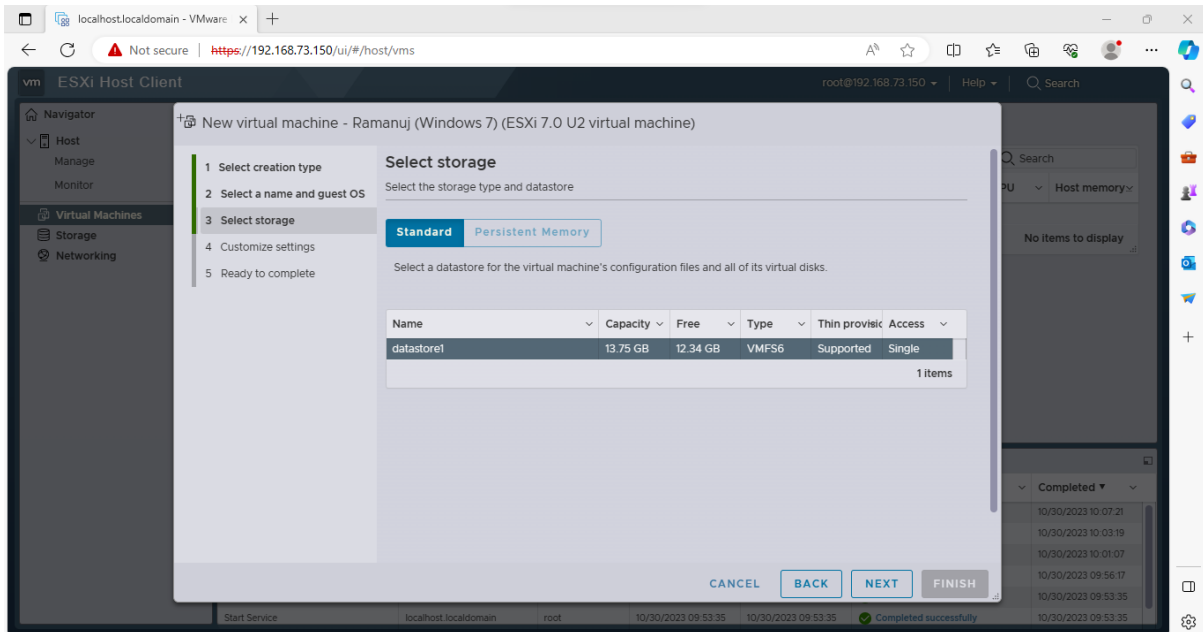 localhost.localdomain - VMware
Not secure https://192.168.73.150/ui/#/host/vms
vm ESXi Host Client
root@192.168.73.150 Help Search
Navigator
Host
Manage
Monitor
Virtual Machines
Storage
Networking
New virtual machine - Ramanuj (Windows 7) (ESXi 7.0 U2 virtual machine)
1 Select creation type
2 Select a name and guest OS
3 Select storage
4 Customize settings
5 Ready to complete
Select storage
Select the storage type and datastore
Standard Persistent Memory
Select a datastore for the virtual machine's configuration files and all of its virtual disks.
Name Capacity Free Type Thin provisic Access
datastore1 13.75 GB 12.34 GB VMFS6 Supported Single
1 items
CANCEL BACK NEXT FINISH
Search
PU Host memory
No items to display
Completed ▼
10/30/2023 10:07:21
10/30/2023 10:03:19
10/30/2023 10:01:07
10/30/2023 09:56:17
10/30/2023 09:53:35
Start Service localhost.localdomain root 10/30/2023 09:53:35 10/30/2023 09:53:35 Completed successfully 10/30/2023 09:53:35